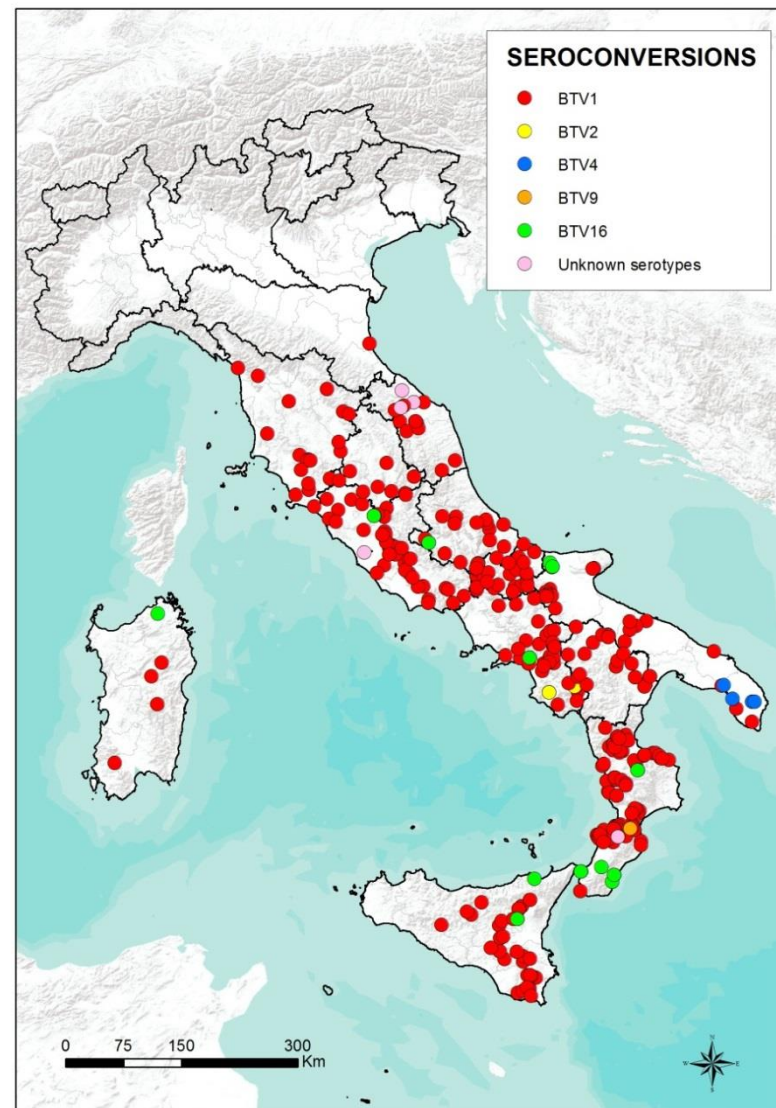 SEROCONVERSIONS
BTV1
BTV2
BTV4
BTV9
BTV16
Unknown serotypes
0 75 150 300
Km
N
W E
S